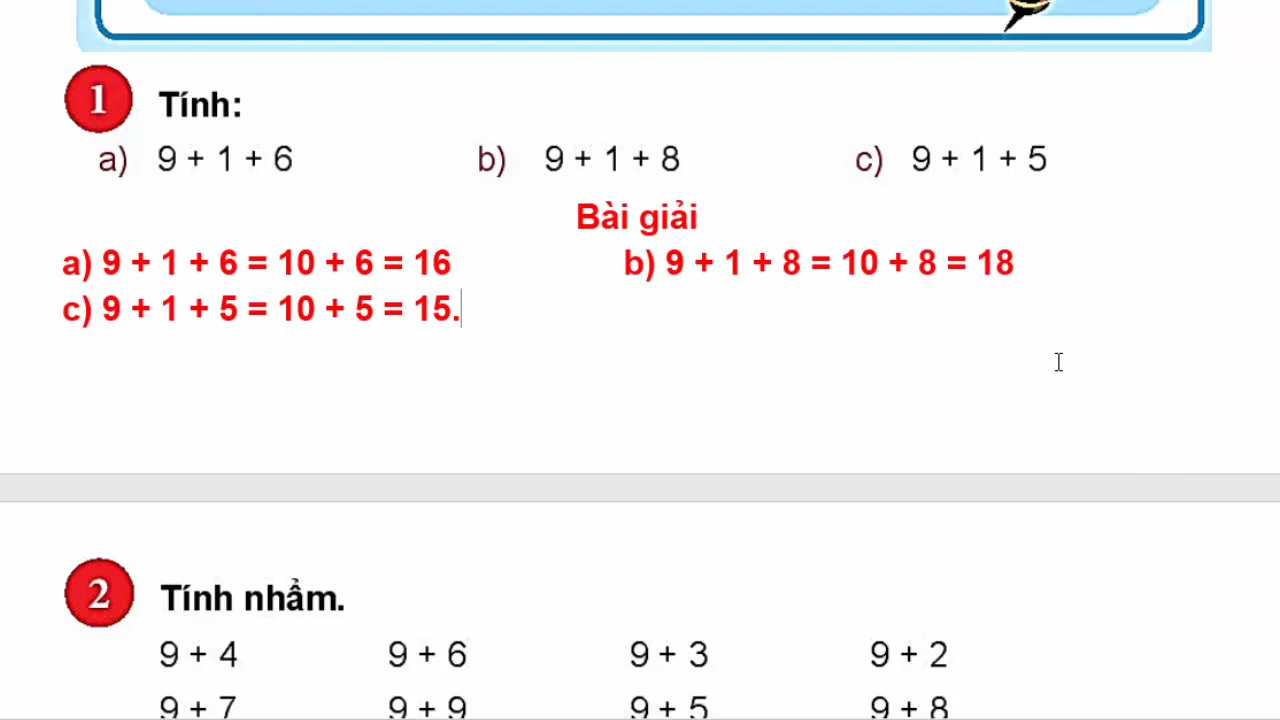 1 Tính:
a) 9 + 1 + 6 b) 9 + 1 + 8 c) 9 + 1 + 5
Bài giải
a) 9 + 1 + 6 = 10 + 6 = 16 b) 9 + 1 + 8 = 10 + 8 = 18
c) 9 + 1 + 5 = 10 + 5 = 15.
2 Tính nhẩm.
9 + 4 9 + 6 9 + 3 9 + 2
9 + 7 9 + 9 9 + 5 9 + 8